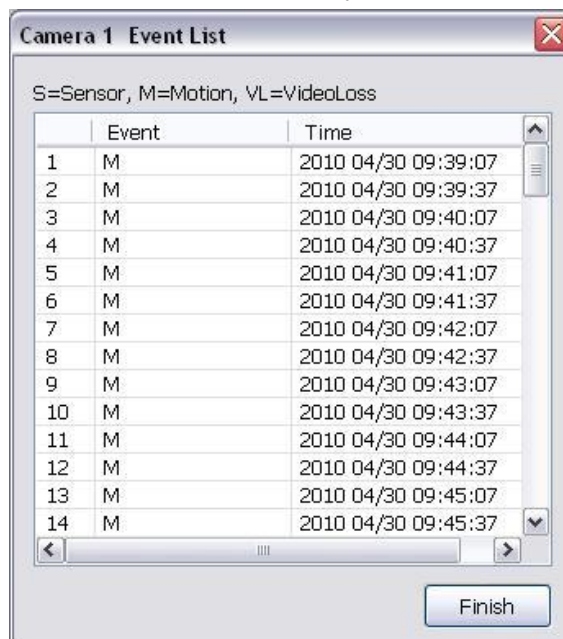 Camera 1 Event List
S=Sensor, M=Motion, VL=VideoLoss
Event Time
1 M 2010 04/30 09:39:07
2 M 2010 04/30 09:39:37
3 M 2010 04/30 09:40:07
4 M 2010 04/30 09:40:37
5 M 2010 04/30 09:41:07
6 M 2010 04/30 09:41:37
7 M 2010 04/30 09:42:07
8 M 2010 04/30 09:42:37
9 M 2010 04/30 09:43:07
10 M 2010 04/30 09:43:37
11 M 2010 04/30 09:44:07
12 M 2010 04/30 09:44:37
13 M 2010 04/30 09:45:07
14 M 2010 04/30 09:45:37
Finish